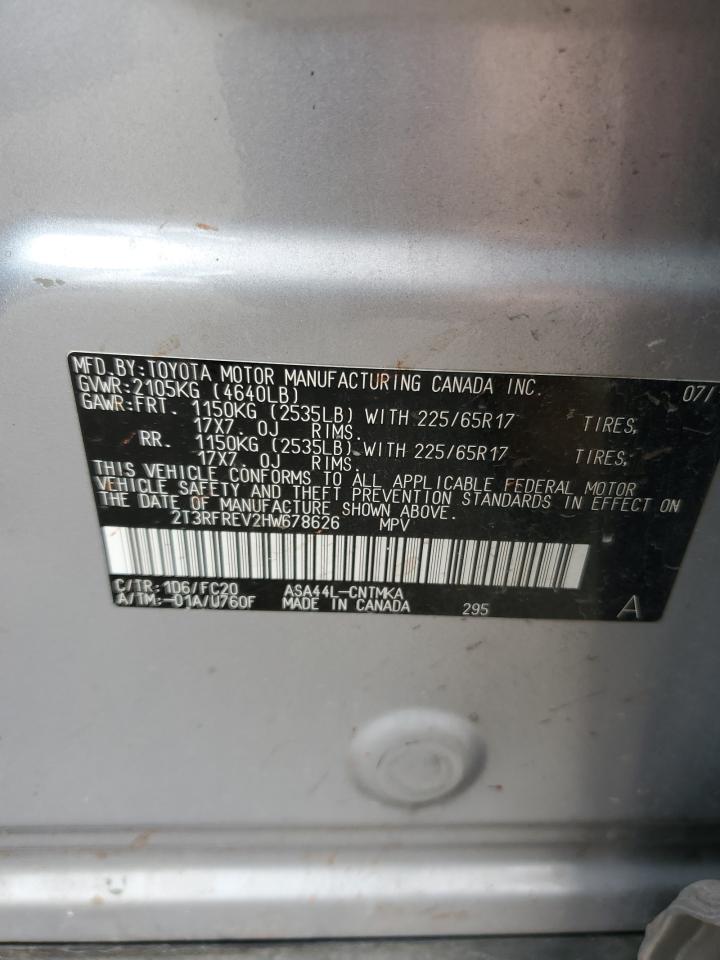 MFD.BY:TOYOTA MOTOR MANUFACTURING CANADA INC. 07/
GVWR:2105KG (4640LB)
GAWR:FRT. 1150KG (2535LB) WITH 225/65R17 TIRES,
17X7. 0J RIMS.
RR. 1150KG (2535LB) WITH 225/65R17 TIRES,
17X7. 0J RIMS.
THIS VEHICLE CONFORMS TO ALL APPLICABLE FEDERAL MOTOR
VEHICLE SAFETY AND THEFT PREVENTION STANDARDS IN EFFECT ON
THE DATE OF MANUFACTURE SHOWN ABOVE.
2T3RFREV2HW678626 MPV
C/TR:1D6/FC20 ASA44L-CNTMKA
A/TM:-01A/U760F MADE IN CANADA 295 A